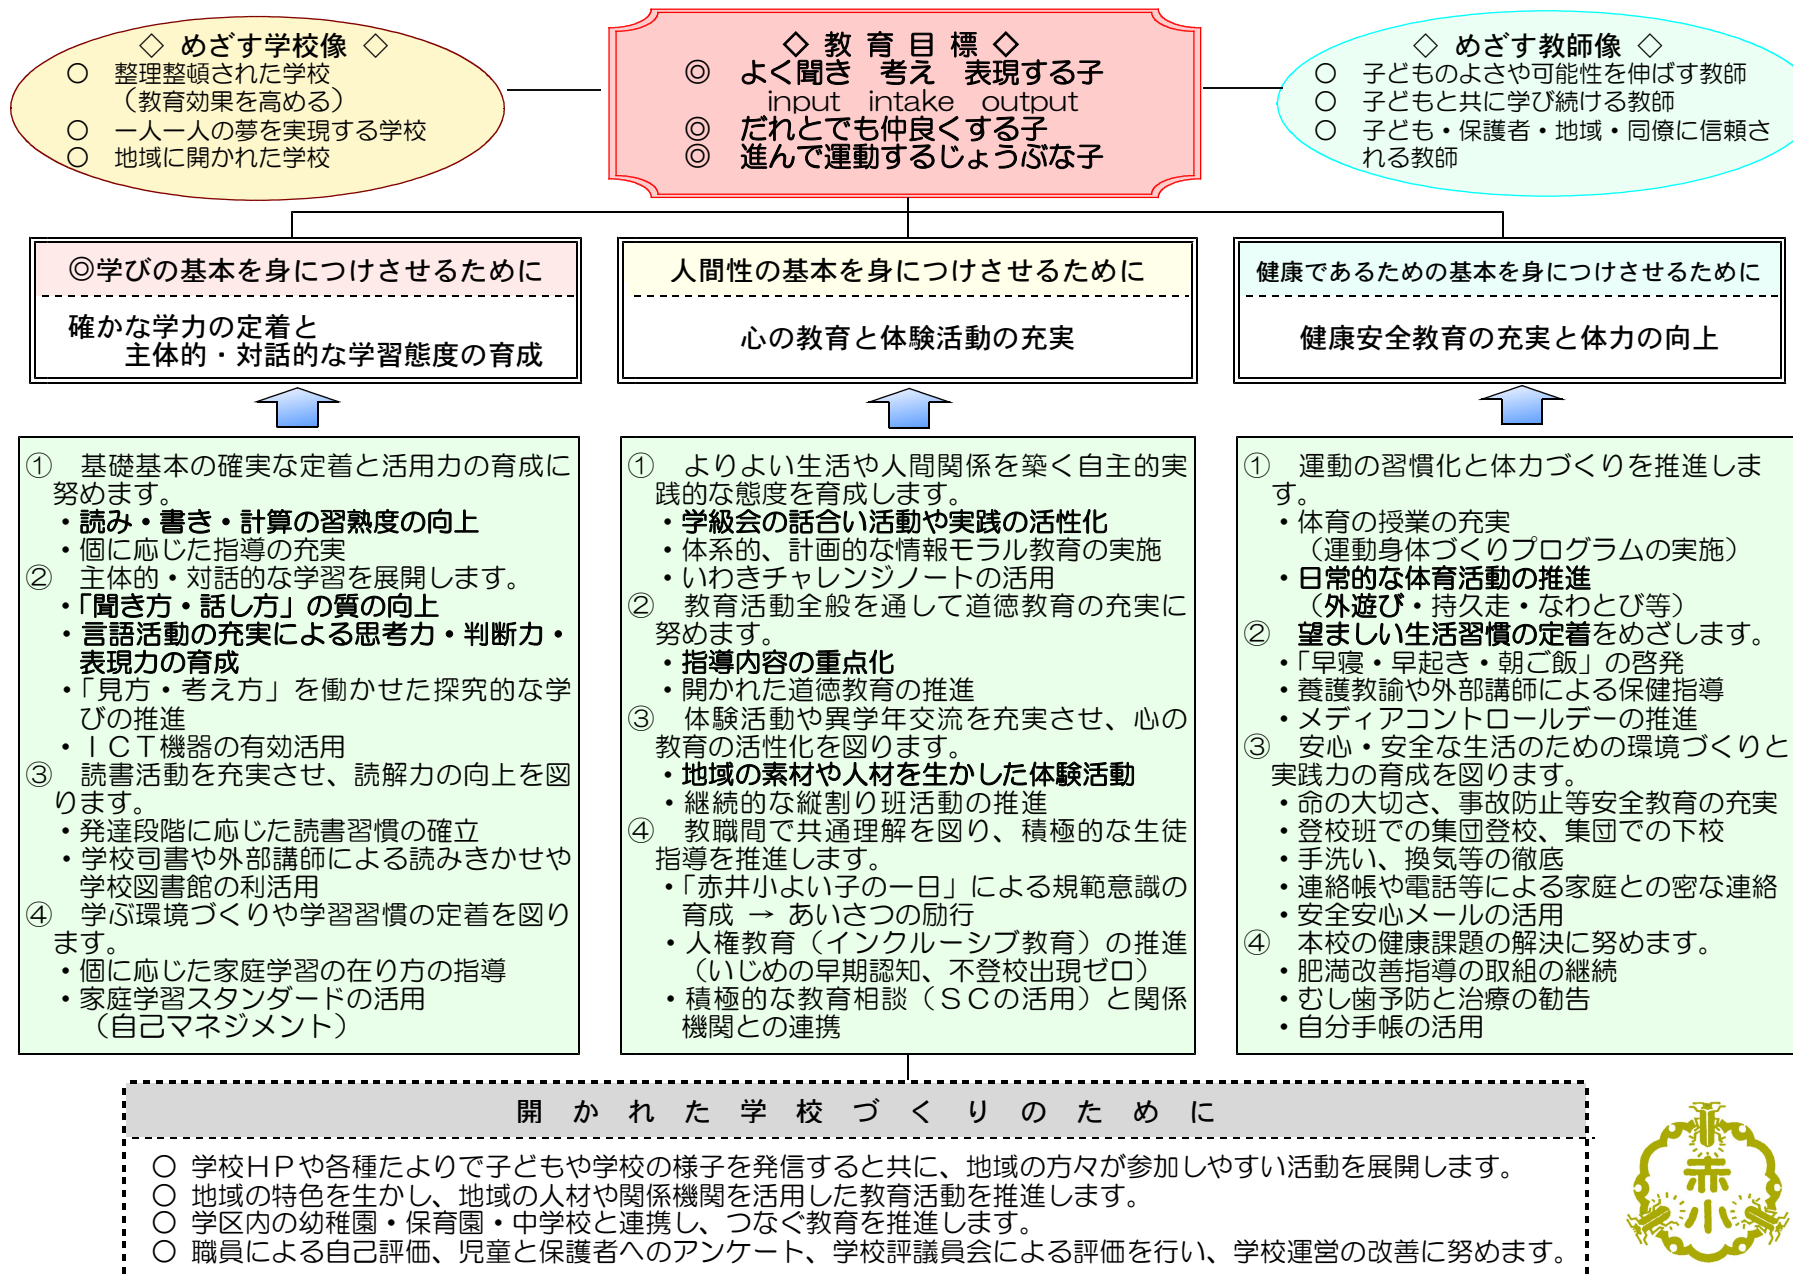 ◇ めざす学校像 ◇
○ 整理整頓された学校
（教育効果を高める）
○ 一人一人の夢を実現する学校
○ 地域に開かれた学校
◇ 教 育 目 標 ◇
◎ よく聞き 考え 表現する子
input intake output
◎ だれとでも仲良くする子
◎ 進んで運動するじょうぶな子
◇ めざす教師像 ◇
○ 子どものよさや可能性を伸ばす教師
○ 子どもと共に学び続ける教師
○ 子ども・保護者・地域・同僚に信頼さ
れる教師
◎学びの基本を身につけさせるために
確かな学力の定着と
主体的・対話的な学習態度の育成
人間性の基本を身につけさせるために
心の教育と体験活動の充実
健康であるための基本を身につけさせるために
健康安全教育の充実と体力の向上
① 基礎基本の確実な定着と活用力の育成に
努めます。
・読み・書き・計算の習熟度の向上
・個に応じた指導の充実
② 主体的・対話的な学習を展開します。
・「聞き方・話し方」の質の向上
・言語活動の充実による思考力・判断力・
表現力の育成
・「見方・考え方」を働かせた探究的な学
びの推進
・ＩＣＴ機器の有効活用
③ 読書活動を充実させ、読解力の向上を図
ります。
・発達段階に応じた読書習慣の確立
・学校司書や外部講師による読みきかせや
学校図書館の利活用
④ 学ぶ環境づくりや学習習慣の定着を図り
ます。
・個に応じた家庭学習の在り方の指導
・家庭学習スタンダードの活用
（自己マネジメント）
① よりよい生活や人間関係を築く自主的実
践的な態度を育成します。
・学級会の話合い活動や実践の活性化
・体系的、計画的な情報モラル教育の実施
・いわきチャレンジノートの活用
② 教育活動全般を通して道徳教育の充実に
努めます。
・指導内容の重点化
・開かれた道徳教育の推進
③ 体験活動や異学年交流を充実させ、心の
教育の活性化を図ります。
・地域の素材や人材を生かした体験活動
・継続的な縦割り班活動の推進
④ 教職間で共通理解を図り、積極的な生徒
指導を推進します。
・「赤井小よい子の一日」による規範意識の
育成 → あいさつの励行
・人権教育（インクルーシブ教育）の推進
（いじめの早期認知、不登校出現ゼロ）
・積極的な教育相談（ＳＣの活用）と関係
機関との連携
① 運動の習慣化と体力づくりを推進しま
す。
・体育の授業の充実
（運動身体づくりプログラムの実施）
・日常的な体育活動の推進
（外遊び・持久走・なわとび等）
② 望ましい生活習慣の定着をめざします。
・「早寝・早起き・朝ご飯」の啓発
・養護教諭や外部講師による保健指導
・メディアコントロールデーの推進
③ 安心・安全な生活のための環境づくりと
実践力の育成を図ります。
・命の大切さ、事故防止等安全教育の充実
・登校班での集団登校、集団での下校
・手洗い、換気等の徹底
・連絡帳や電話等による家庭との密な連絡
・安全安心メールの活用
④ 本校の健康課題の解決に努めます。
・肥満改善指導の取組の継続
・むし歯予防と治療の勧告
・自分手帳の活用
開 か れ た 学 校 づ く り の た め に
○ 学校ＨＰや各種たよりで子どもや学校の様子を発信すると共に、地域の方々が参加しやすい活動を展開します。
○ 地域の特色を生かし、地域の人材や関係機関を活用した教育活動を推進します。
○ 学区内の幼稚園・保育園・中学校と連携し、つなぐ教育を推進します。
○ 職員による自己評価、児童と保護者へのアンケート、学校評議員会による評価を行い、学校運営の改善に努めます。
赤
小